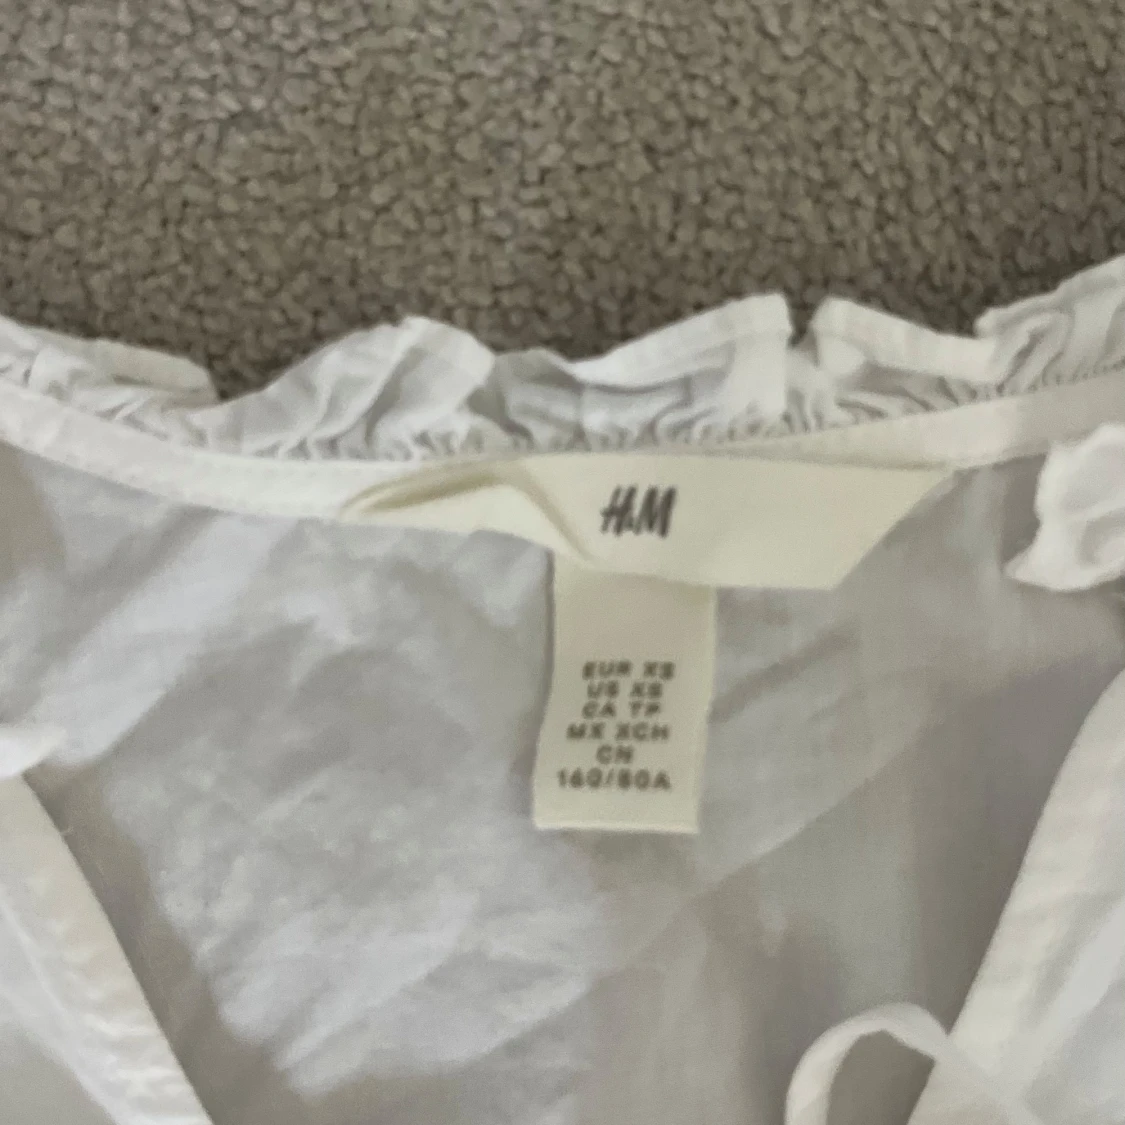 H&M
EUR XS
US XS
CA TP
MX XCH
CN
160/80A